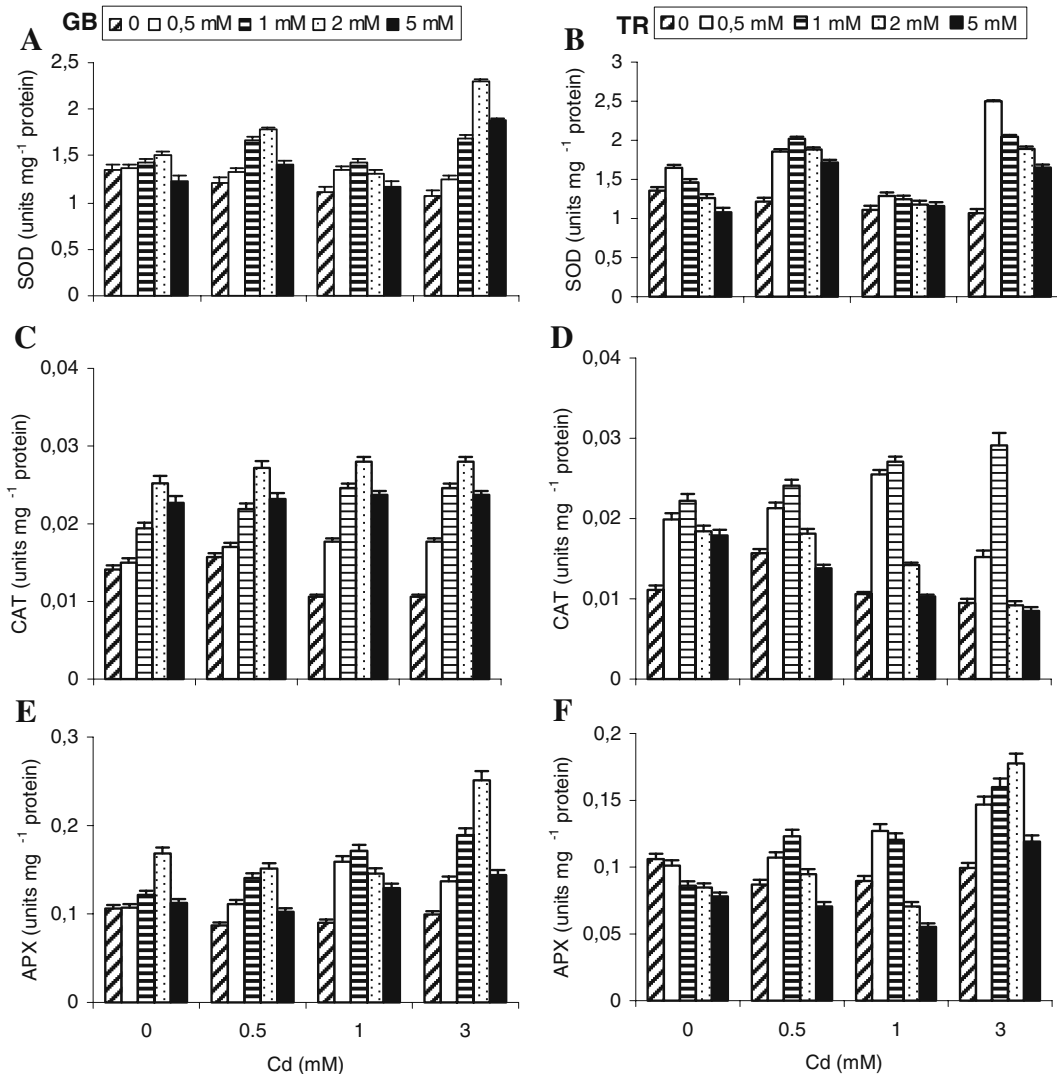 GB 0 0,5 mM 1 mM 2 mM 5 mM
TR 0 0,5 mM 1 mM 2 mM 5 mM
A
SOD (units mg⁻¹ protein)
2,5
2
1,5
1
0,5
0
B
SOD (units mg⁻¹ protein)
3
2,5
2
1,5
1
0,5
0
C
CAT (units mg⁻¹ protein)
0,04
0,03
0,02
0,01
0
D
CAT (units mg⁻¹ protein)
0,04
0,03
0,02
0,01
0
E
APX (units mg⁻¹ protein)
0,3
0,2
0,1
0
0 0.5 1 3
Cd (mM)
F
APX (units mg⁻¹ protein)
0,2
0,15
0,1
0,05
0
0 0.5 1 3
Cd (mM)